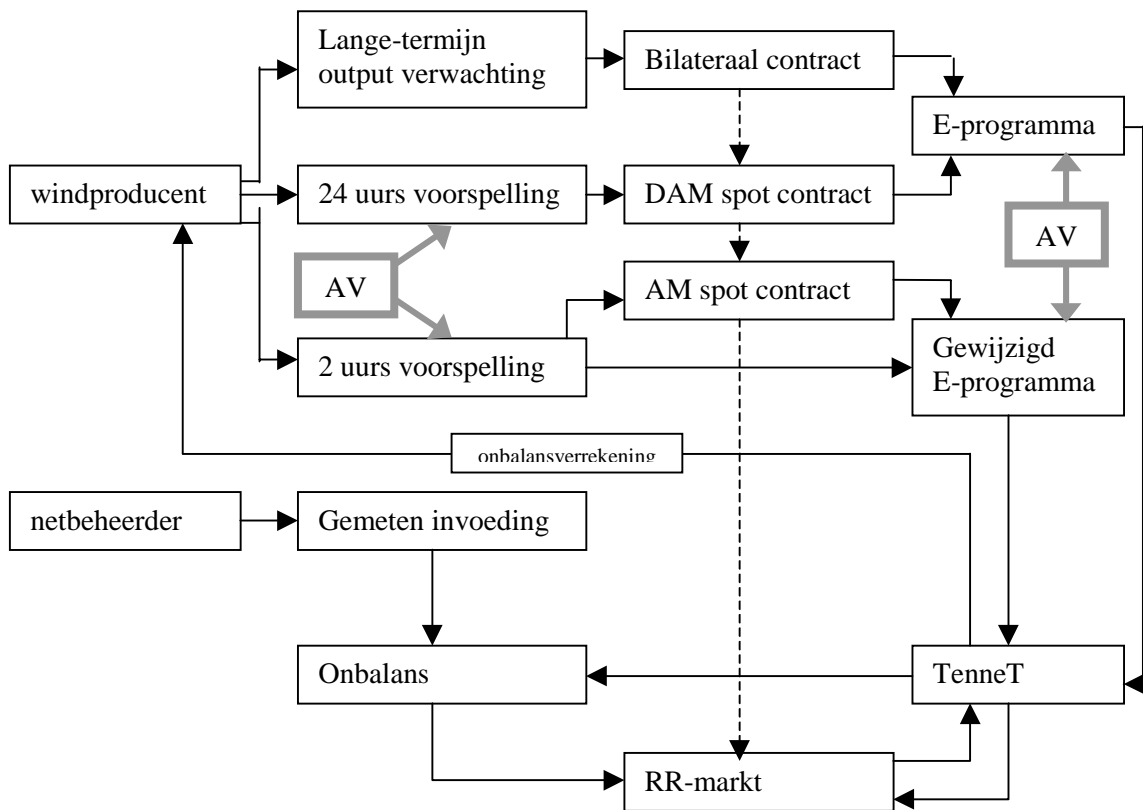 Lange-termijn
output verwachting
Bilateraal contract
E-programma
windproducent
24 uurs voorspelling
DAM spot contract
AV
AV
AM spot contract
2 uurs voorspelling
Gewijzigd
E-programma
onbalansverrekening
netbeheerder
Gemeten invoeding
Onbalans
TenneT
RR-markt